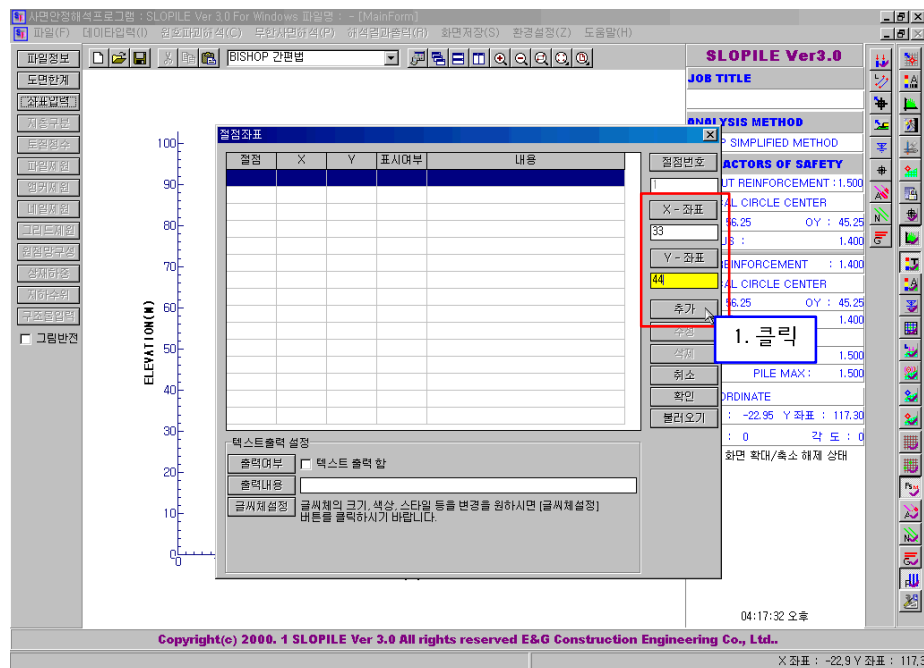 사면안정해석프로그램 : SLOPILE Ver 3,0 For Windows 파일명 : - [MainForm]
파일(F) 데이타입력(I) 원호파괴해석(C) 무한사면해석(P) 해석결과출력(R) 화면저장(S) 환경설정(Z) 도움말(H)
파일정보
BISHOP 간편법
SLOPILE Ver3.0
도면한계
JOB TITLE
좌표입력
지층구분
ANALYSIS METHOD
절점좌표
토질정수
100
P SIMPLIFIED METHOD
절점
X
Y
표시여부
내용
절점번호
ACTORS OF SAFETY
파일제원
1
UT REINFORCEMENT : 1.500
앵커제원
90
X - 좌표
AL CIRCLE CENTER
네일제원
33
56.25
OY : 45.25
그리드제원
80
US :
1.400
원점망구성
Y - 좌표
EINFORCEMENT : 1.400
상재하중
70
44
AL CIRCLE CENTER
지하수위
추가
56.25
OY : 45.25
구조물입력
60
1.400
그림반전
수정
1. 클릭
ELEVATION(M)
50
삭제
1.500
취소
PILE MAX :
1.500
40
확인
ORDINATE
불러오기
: -22.95 Y 좌표 : 117.30
30
텍스트출력 설정
: 0
각 도 : 0
출력여부
텍스트 출력 함
화면 확대/축소 해제 상태
20
출력내용
글씨체설정
글씨체의 크기, 색상, 스타일 등을 변경을 원하시면 [글씨체설정]
버튼를 클릭하시기 바랍니다.
10
0
0
04:17:32 오후
Copyright(c) 2000. 1 SLOPILE Ver 3.0 All rights reserved E&G Construction Engineering Co., Ltd..
X 좌표 : -22,9 Y 좌표 : 117,3